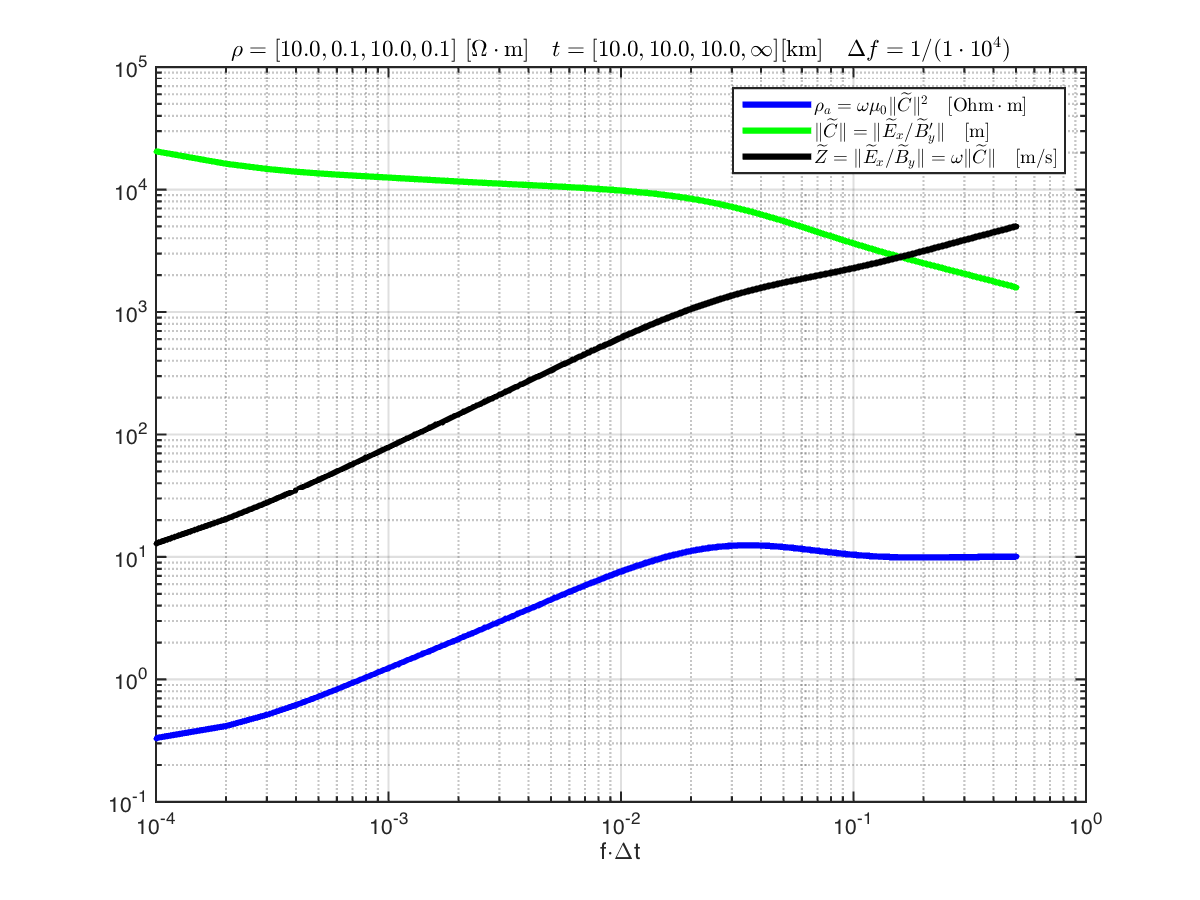 ρ = [10.0, 0.1, 10.0, 0.1] [Ω · m] t = [10.0, 10.0, 10.0, ∞][km] Δf = 1/(1 · 10⁴)
10⁵
ρₐ = ωμ₀‖C̃‖² [Ohm · m]
‖C̃‖ = ‖Ẽₓ/B̃′ᵧ‖ [m]
Z̃ = ‖Ẽₓ/B̃ᵧ‖ = ω‖C̃‖ [m/s]
10⁴
10³
10²
10¹
10⁰
10⁻¹
10⁻⁴ 10⁻³ 10⁻² 10⁻¹ 10⁰
f·Δt